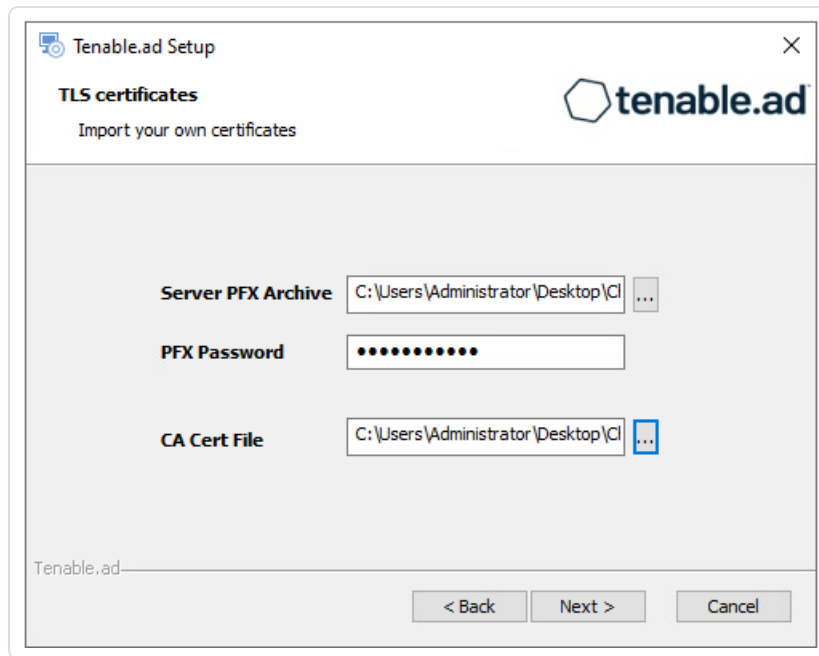 Tenable.ad Setup
TLS certificates
tenable.ad
Import your own certificates
Server PFX Archive C:\Users\Administrator\Desktop\Cl ...
PFX Password •••••••••••
CA Cert File C:\Users\Administrator\Desktop\Cl ...
Tenable.ad
< Back Next > Cancel